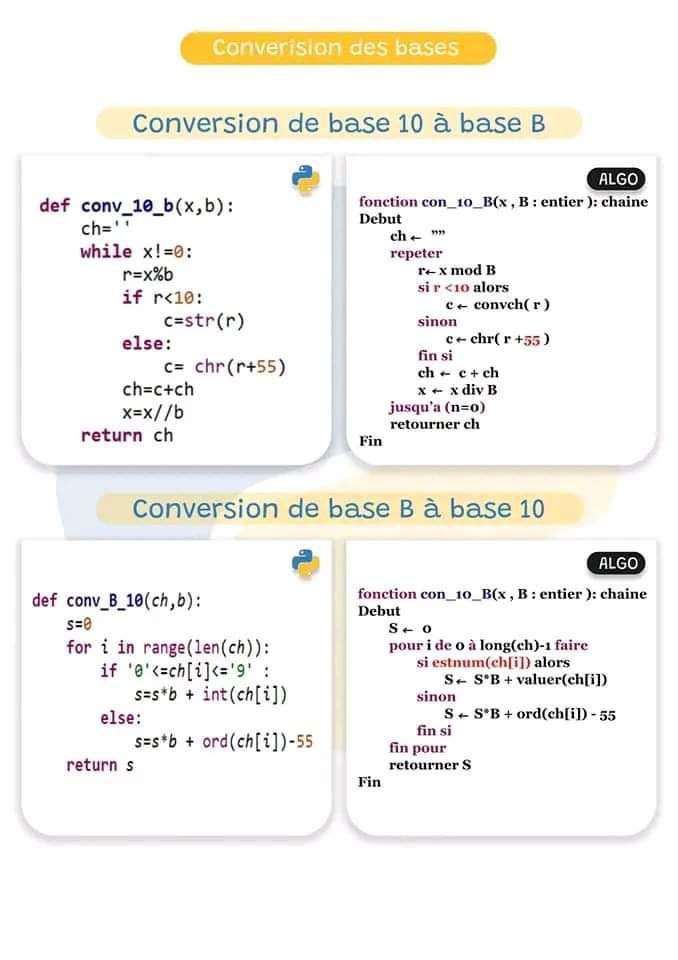 Converision des bases
Conversion de base 10 à base B
def conv_10_b(x,b):
ch=''
while x!=0:
r=x%b
if r<10:
c=str(r)
else:
c= chr(r+55)
ch=c+ch
x=x//b
return ch
ALGO
fonction con_10_B(x , B : entier ): chaine
Debut
ch ← ""
repeter
r← x mod B
si r <10 alors
c ← convch( r )
sinon
c ← chr( r +55 )
fin si
ch ← c + ch
x ← x div B
jusqu'a (n=0)
retourner ch
Fin
Conversion de base B à base 10
def conv_B_10(ch,b):
s=0
for i in range(len(ch)):
if '0'<=ch[i]<='9' :
s=s*b + int(ch[i])
else:
s=s*b + ord(ch[i])-55
return s
ALGO
fonction con_10_B(x , B : entier ): chaine
Debut
S ← 0
pour i de 0 à long(ch)-1 faire
si estnum(ch[i]) alors
S ← S*B + valuer(ch[i])
sinon
S ← S*B + ord(ch[i]) - 55
fin si
fin pour
retourner S
Fin